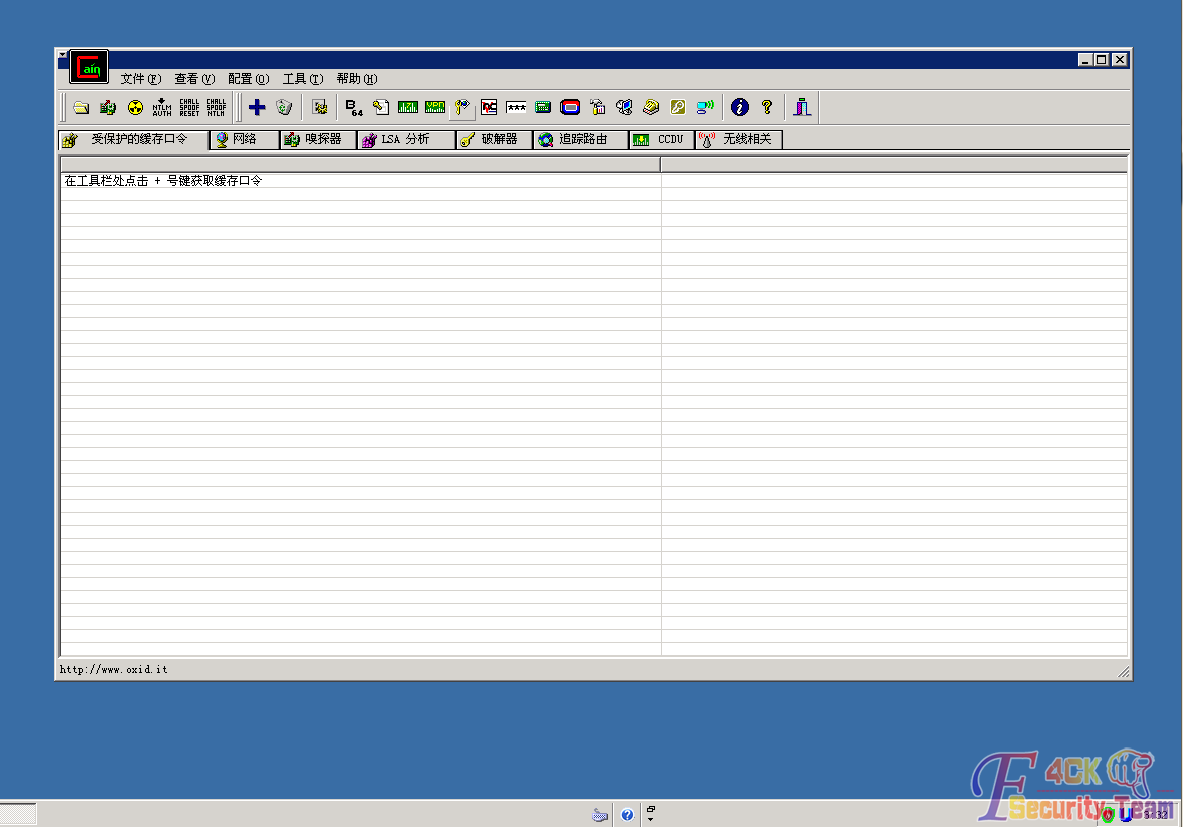 Cain
文件(F) 查看(V) 配置(O) 工具(T) 帮助(H)
NTLM AUTH CHALL SPOOF RESET CHALL SPOOF NTLM B64 VPN ***
受保护的缓存口令 网络 嗅探器 LSA 分析 破解器 追踪路由 CCDU 无线相关
在工具栏处点击 + 号键获取缓存口令
http://www.oxid.it
F4CK
Security Team